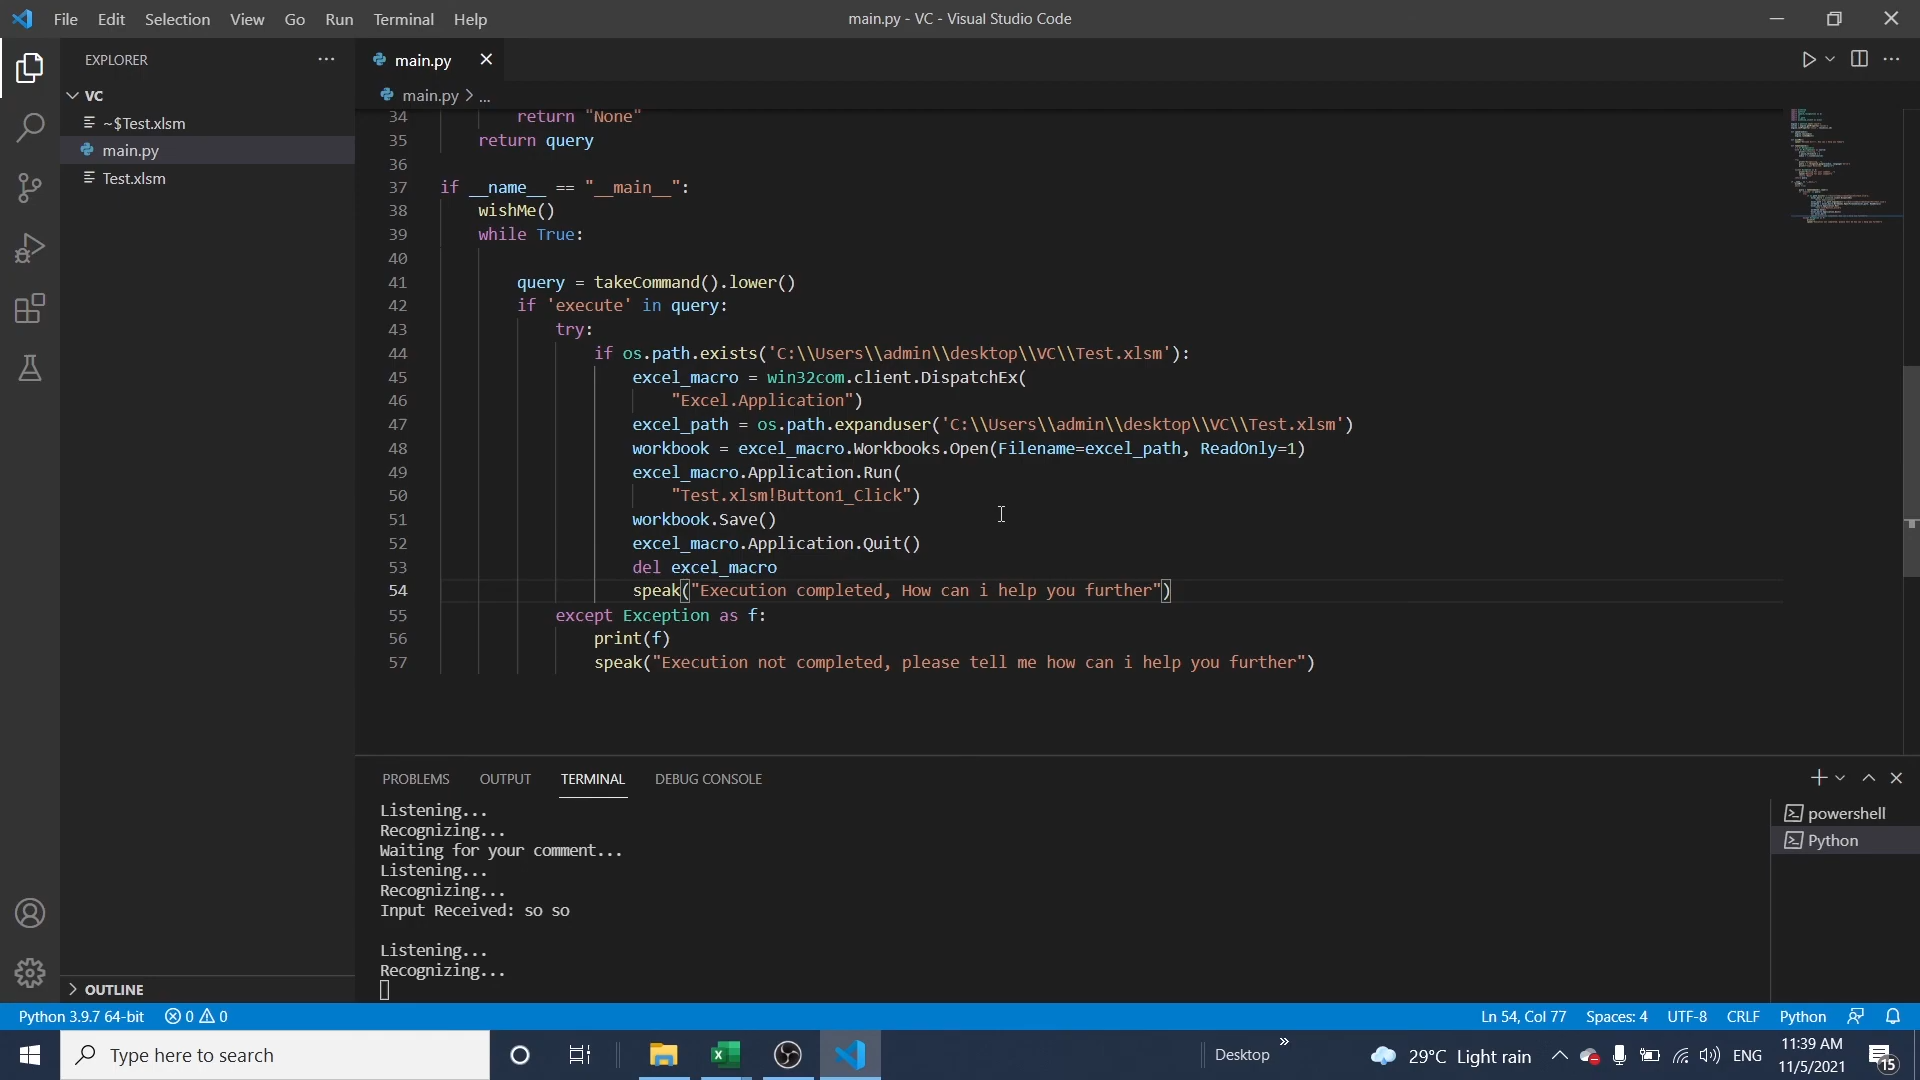 File Edit Selection View Go Run Terminal Help
main.py - VC - Visual Studio Code
EXPLORER
VC
~$Test.xlsm
main.py
Test.xlsm
OUTLINE
main.py
main.py > ...
34 return "None"
35 return query
36
37 if __name__ == "__main__":
38 wishMe()
39 while True:
40
41 query = takeCommand().lower()
42 if 'execute' in query:
43 try:
44 if os.path.exists('C:\\Users\\admin\\desktop\\VC\\Test.xlsm'):
45 excel_macro = win32com.client.DispatchEx(
46 "Excel.Application")
47 excel_path = os.path.expanduser('C:\\Users\\admin\\desktop\\VC\\Test.xlsm')
48 workbook = excel_macro.Workbooks.Open(Filename=excel_path, ReadOnly=1)
49 excel_macro.Application.Run(
50 "Test.xlsm!Button1_Click")
51 workbook.Save()
52 excel_macro.Application.Quit()
53 del excel_macro
54 speak("Execution completed, How can i help you further")
55 except Exception as f:
56 print(f)
57 speak("Execution not completed, please tell me how can i help you further")
PROBLEMS OUTPUT TERMINAL DEBUG CONSOLE
Listening...
Recognizing...
Waiting for your comment...
Listening...
Recognizing...
Input Received: so so
Listening...
Recognizing...
powershell
Python
Python 3.9.7 64-bit 0 0
Ln 54, Col 77 Spaces: 4 UTF-8 CRLF Python
Type here to search
Desktop
29°C Light rain
ENG
11:39 AM
11/5/2021
15